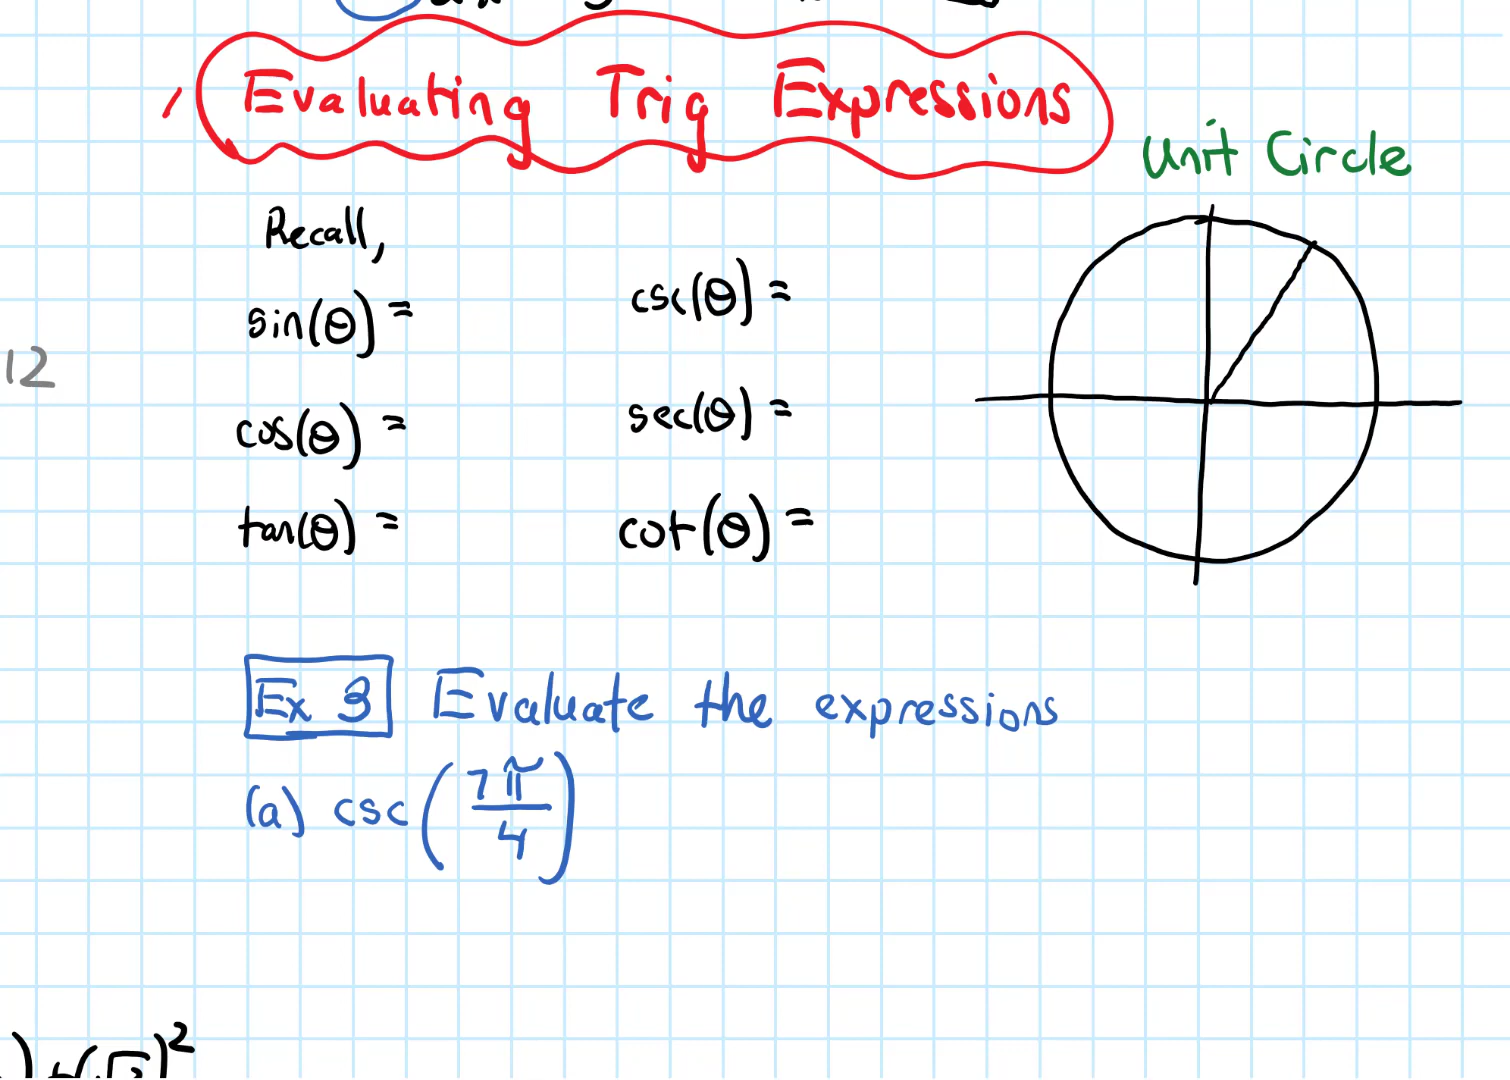 Evaluating Trig Expressions
Unit Circle
Recall,
sin(θ) =
csc(θ) =
12
cos(θ) =
sec(θ) =
tan(θ) =
cot(θ) =
Ex 3 Evaluate the expressions
(a) csc(7π/4)